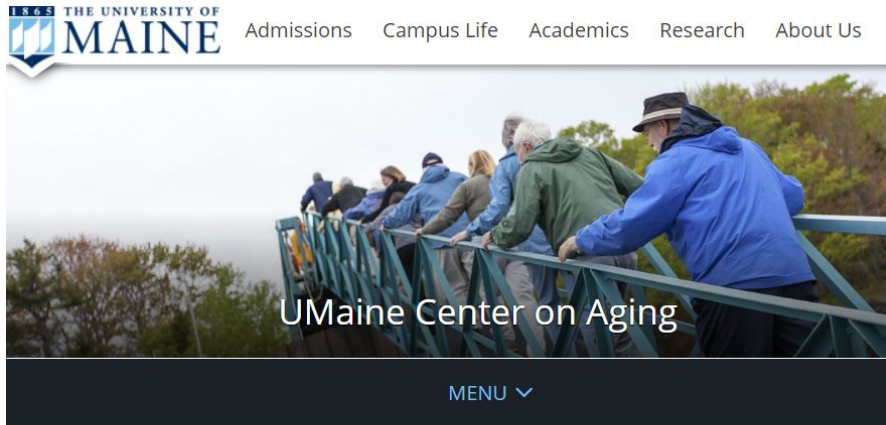 1865 THE UNIVERSITY OF
MAINE
Admissions Campus Life Academics Research About Us
UMaine Center on Aging
MENU